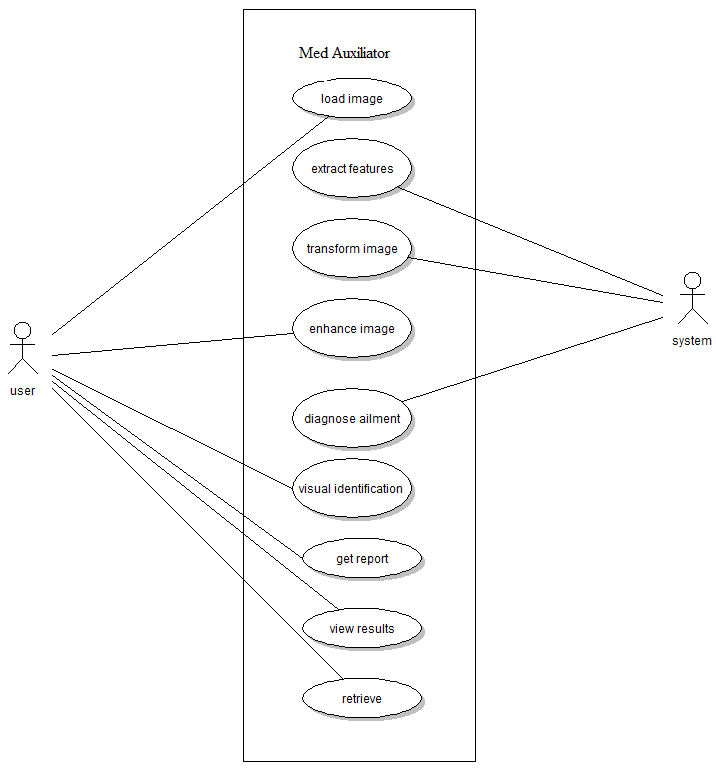 Med Auxiliator
load image
extract features
transform image
enhance image
diagnose ailment
visual identification
get report
view results
retrieve
user
system